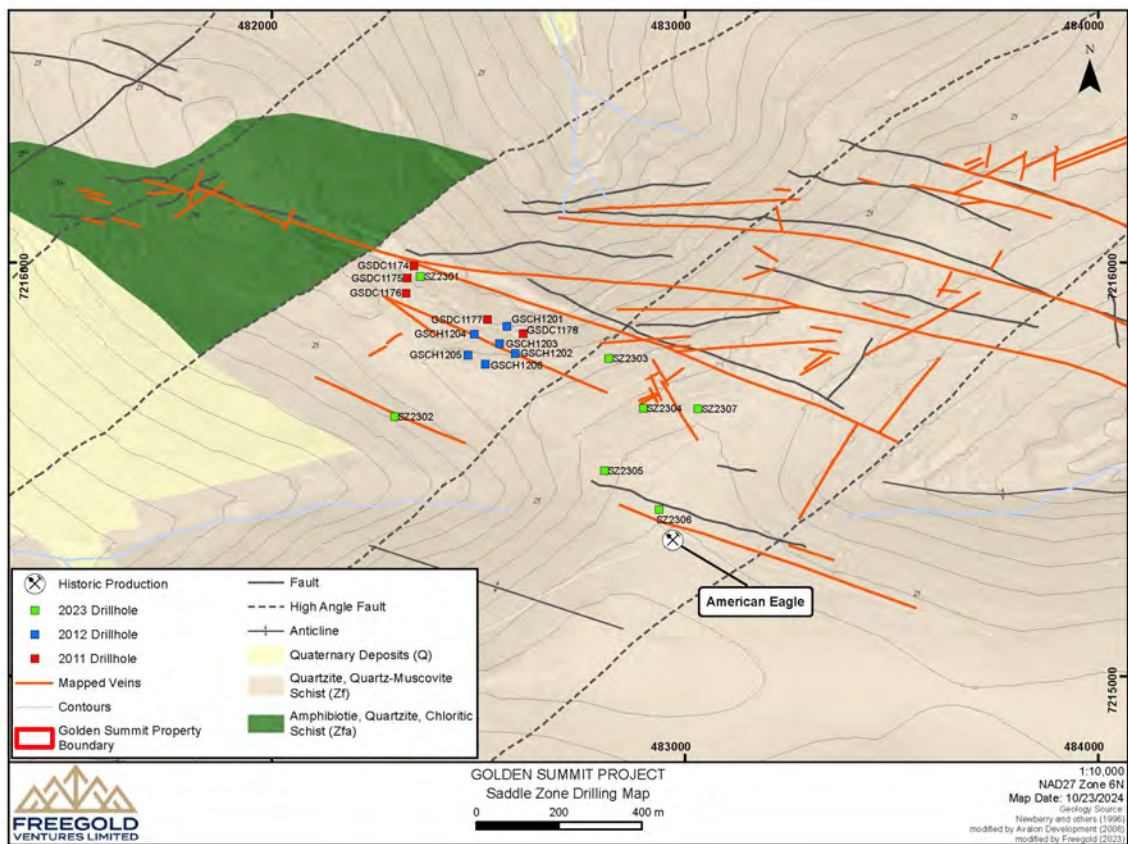 482000
483000
484000
N
7216000
7216000
GSDC1174
GSDC1175
SZ2301
GSDC1176
GSDC1177
GSCH1201
GSCH1204
GSDC1178
GSCH1203
GSCH1205
GSCH1202
GSCH1206
SZ2303
SZ2302
SZ2304
SZ2307
SZ2305
SZ2306
American Eagle
Historic Production
2023 Drillhole
2012 Drillhole
2011 Drillhole
Mapped Veins
Contours
Golden Summit Property
Boundary
Fault
High Angle Fault
Anticline
Quaternary Deposits (Q)
Quartzite, Quartz-Muscovite
Schist (Zf)
Amphibiotie, Quartzite, Chloritic
Schist (Zfa)
7215000
483000
484000
FREEGOLD
VENTURES LIMITED
GOLDEN SUMMIT PROJECT
Saddle Zone Drilling Map
0 200 400 m
1:10,000
NAD27 Zone 6N
Map Date: 10/23/2024
Geology Source:
Newberry and others (1996)
modified by Avalon Development (2008)
modified by Freegold (2023)